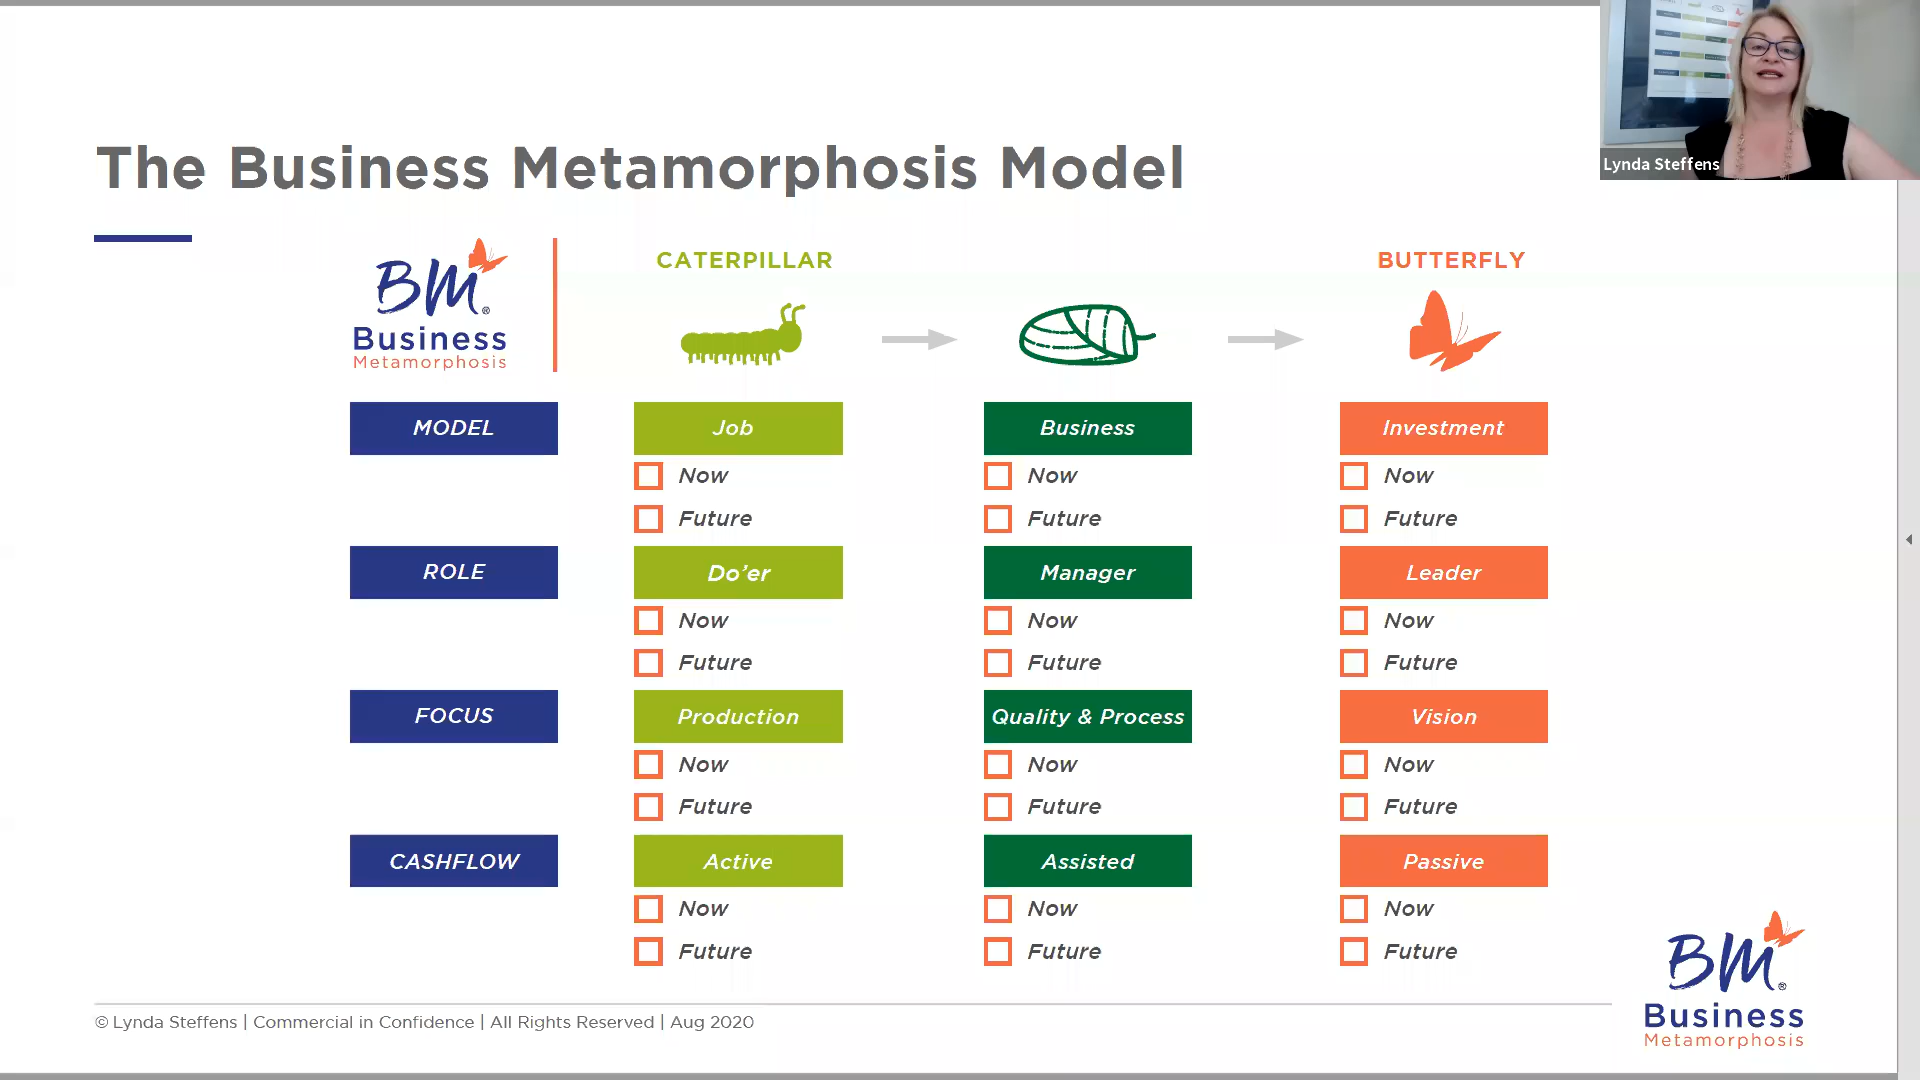 Lynda Steffens
The Business Metamorphosis Model
BM®
Business
Metamorphosis
CATERPILLAR
BUTTERFLY
MODEL
Job
Business
Investment
Now
Now
Now
Future
Future
Future
ROLE
Do’er
Manager
Leader
Now
Now
Now
Future
Future
Future
FOCUS
Production
Quality & Process
Vision
Now
Now
Now
Future
Future
Future
CASHFLOW
Active
Assisted
Passive
Now
Now
Now
Future
Future
Future
© Lynda Steffens | Commercial in Confidence | All Rights Reserved | Aug 2020
BM®
Business
Metamorphosis